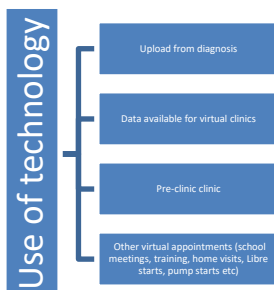 Use of technology
Upload from diagnosis
Data available for virtual clinics
Pre-clinic clinic
Other virtual appointments (school
meetings, training, home visits, Libre
starts, pump starts etc)